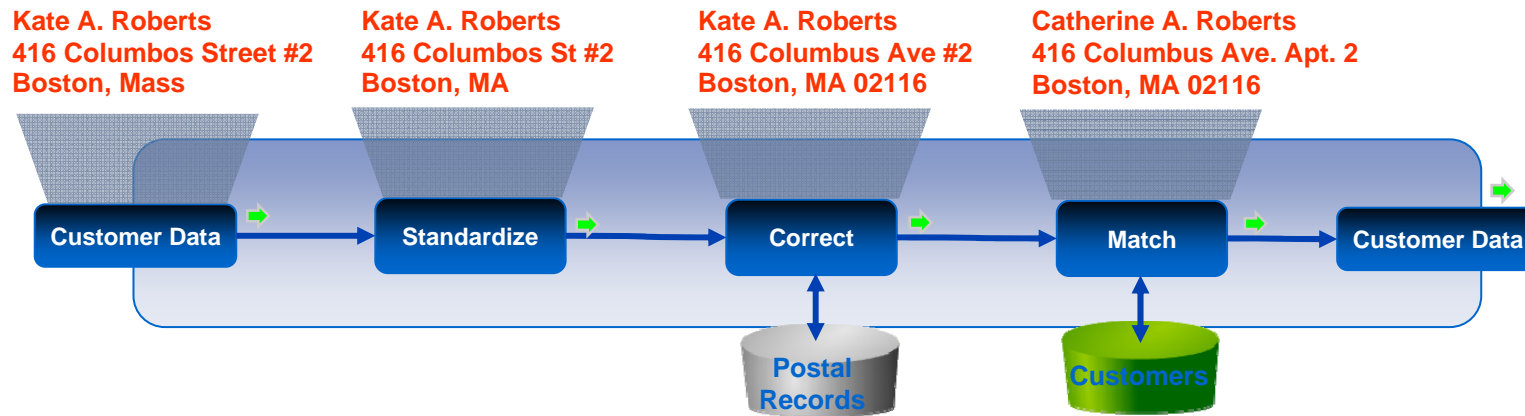 Kate A. Roberts
416 Columbos Street #2
Boston, Mass
Kate A. Roberts
416 Columbos St #2
Boston, MA
Kate A. Roberts
416 Columbus Ave #2
Boston, MA 02116
Catherine A. Roberts
416 Columbus Ave. Apt. 2
Boston, MA 02116
Customer Data
Standardize
Correct
Match
Customer Data
Postal
Records
Customers